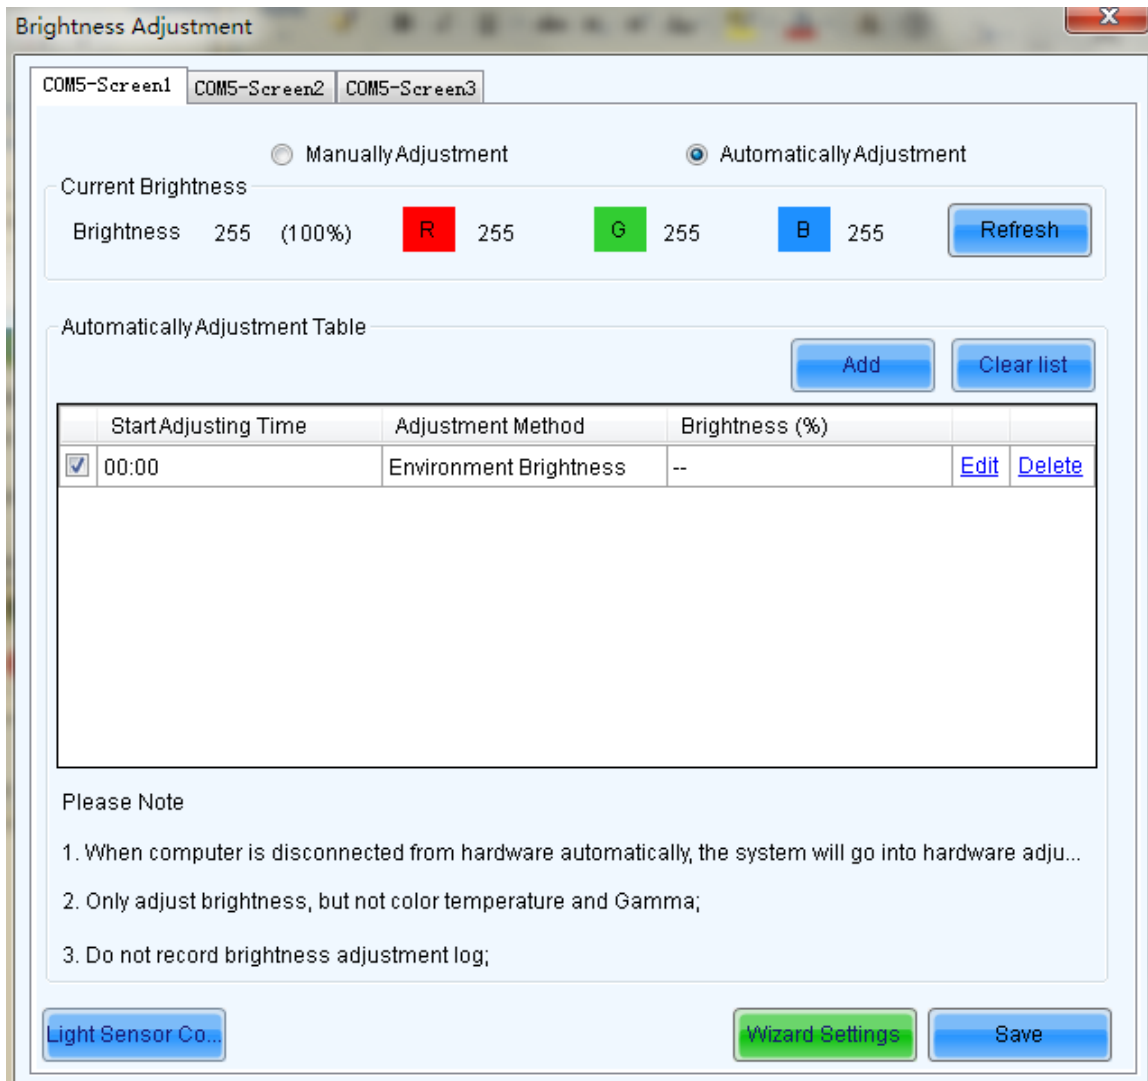 Brightness Adjustment
X
COM5-Screen1 COM5-Screen2 COM5-Screen3
Manually Adjustment Automatically Adjustment
Current Brightness
Brightness 255 (100%) R 255 G 255 B 255 Refresh
Automatically Adjustment Table
Add Clear list
Start Adjusting Time Adjustment Method Brightness (%)
00:00 Environment Brightness -- Edit Delete
Please Note
1. When computer is disconnected from hardware automatically, the system will go into hardware adju...
2. Only adjust brightness, but not color temperature and Gamma;
3. Do not record brightness adjustment log;
Light Sensor Co... Wizard Settings Save